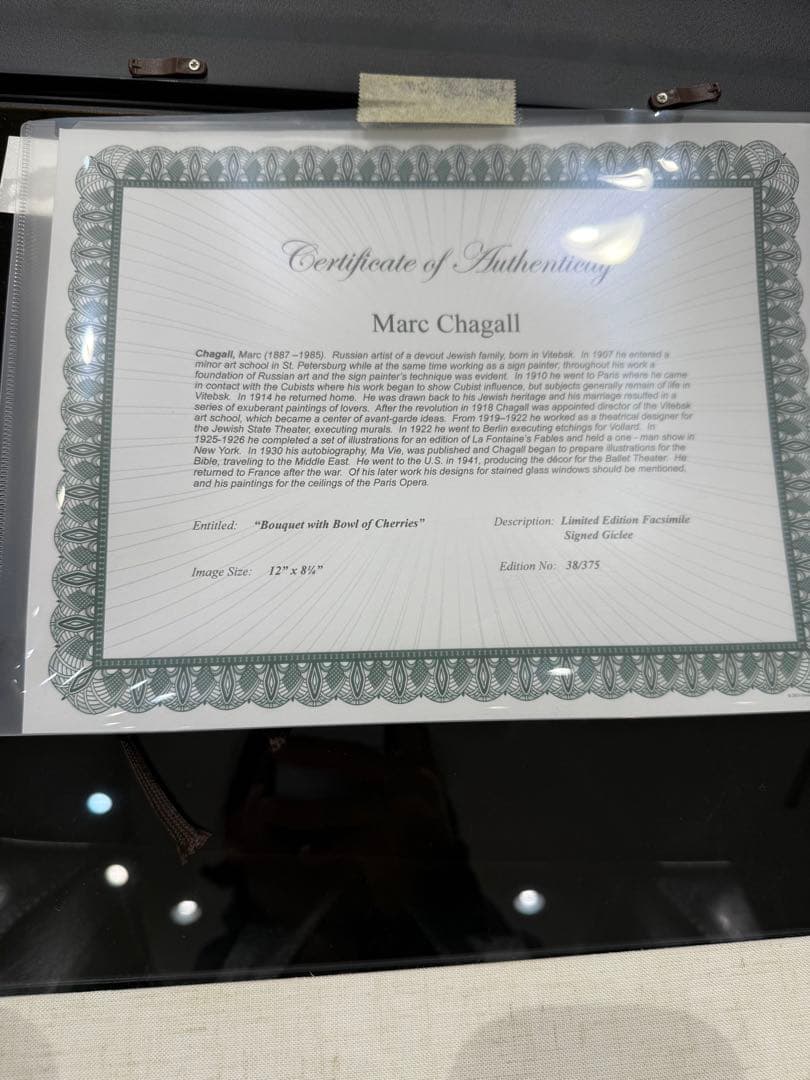 Certificate of Authenticity
Marc Chagall
Chagall, Marc (1887 –1985). Russian artist of a devout Jewish family, born in Vitebsk. In 1907 he entered a
minor art school in St. Petersburg while at the same time working as a sign painter, throughout his work a
foundation of Russian art and the sign painter's technique was evident. In 1910 he went to Paris where he came
in contact with the Cubists where his work began to show Cubist influence, but subjects generally remain of life in
Vitebsk. In 1914 he returned home. He was drawn back to his Jewish heritage and his marriage resulted in a
series of exuberant paintings of lovers. After the revolution in 1918 Chagall was appointed director of the Vitebsk
art school, which became a center of avant-garde ideas. From 1919–1922 he worked as a theatrical designer for
the Jewish State Theater, executing murals. In 1922 he went to Berlin executing etchings for Vollard. In
1925-1926 he completed a set of illustrations for an edition of La Fontaine's Fables and held a one - man show in
New York. In 1930 his autobiography, Ma Vie, was published and Chagall began to prepare illustrations for the
Bible, traveling to the Middle East. He went to the U.S. in 1941, producing the décor for the Ballet Theater. He
returned to France after the war. Of his later work his designs for stained glass windows should be mentioned,
and his paintings for the ceilings of the Paris Opera.
Entitled: "Bouquet with Bowl of Cherries" Description: Limited Edition Facsimile
Signed Giclee
Image Size: 12" x 8¼" Edition No: 38/375